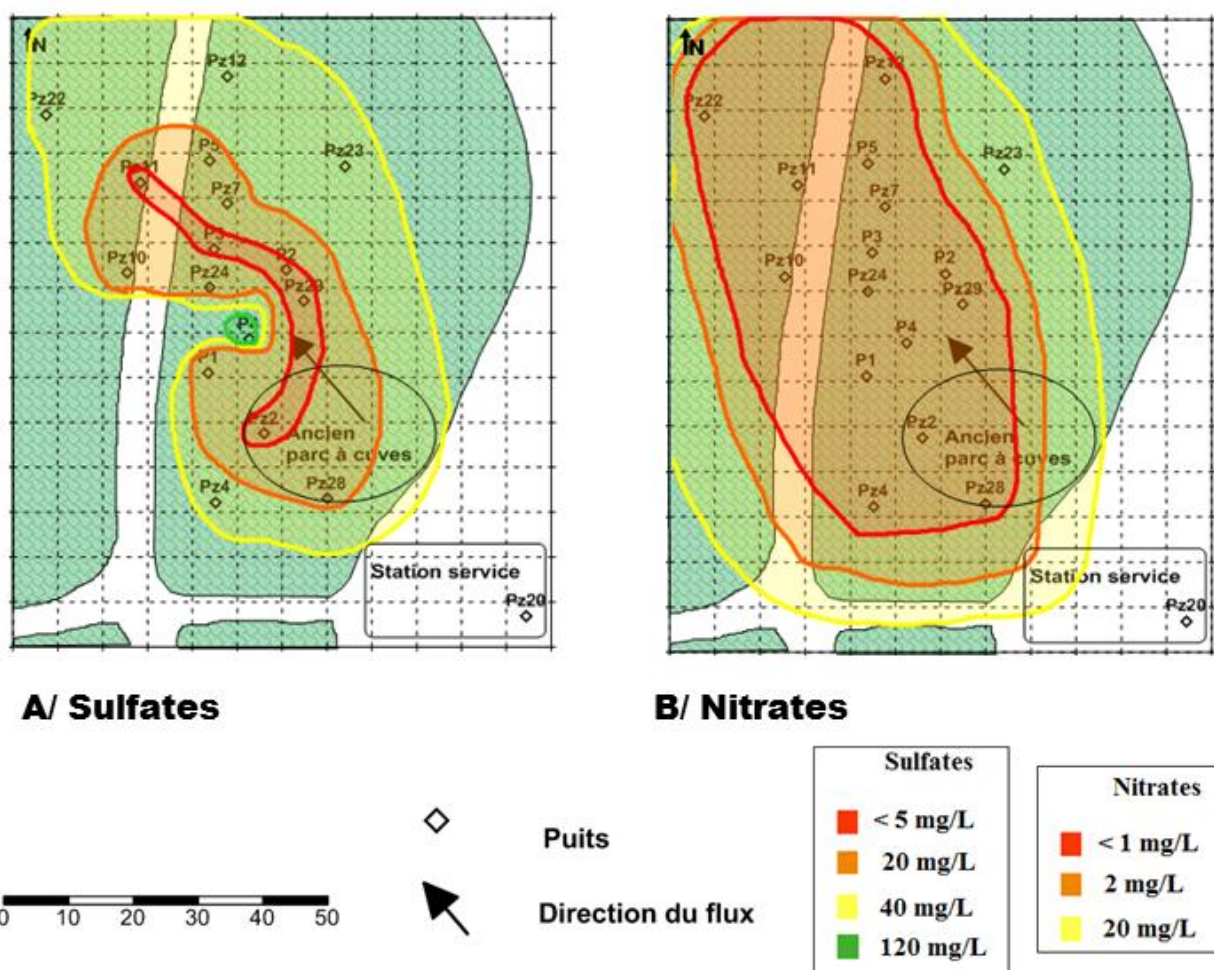 N
Pz12
Pz22
P5
Pz23
Pz11
Pz7
P3
P2
Pz10
Pz24
Pz29
P1
Pz2
Ancien
parc à cuves
Pz28
Pz4
Station service
Pz20
N
Pz12
Pz22
P5
Pz23
Pz11
Pz7
P3
P2
Pz10
Pz24
Pz29
P4
P1
Pz2
Ancien
parc à cuves
Pz28
Pz4
Station service
Pz20
A/ Sulfates
B/ Nitrates
Sulfates
< 5 mg/L
20 mg/L
40 mg/L
120 mg/L
Nitrates
< 1 mg/L
2 mg/L
20 mg/L
Puits
Direction du flux
0 10 20 30 40 50